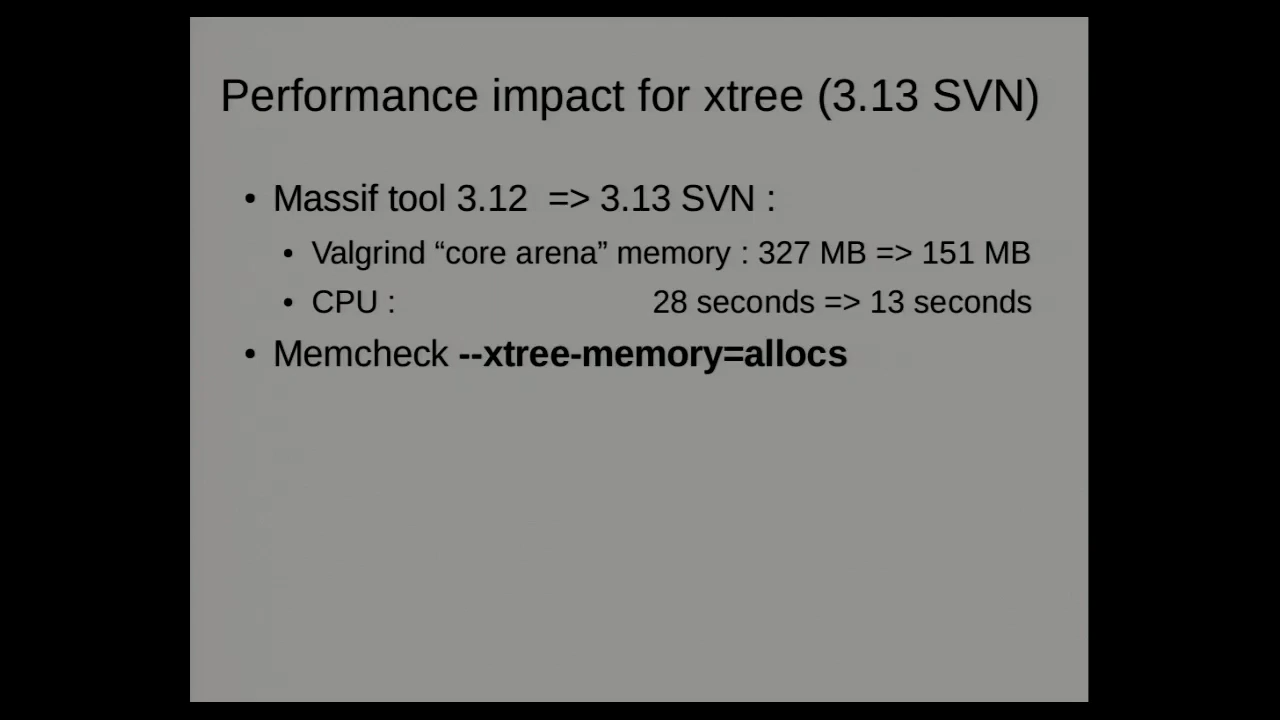 Performance impact for xtree (3.13 SVN)
• Massif tool 3.12 => 3.13 SVN :
• Valgrind “core arena” memory : 327 MB => 151 MB
• CPU : 28 seconds => 13 seconds
• Memcheck --xtree-memory=allocs